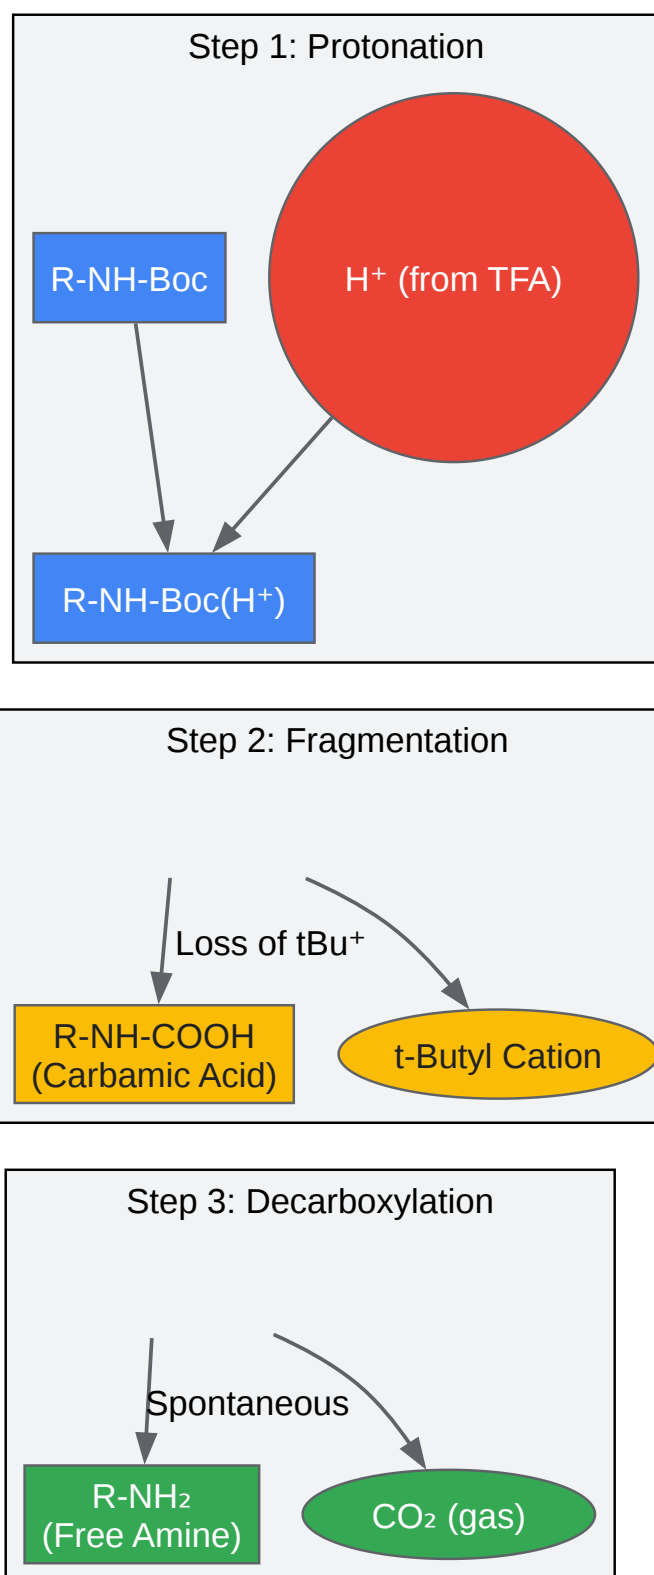 Step 1: Protonation
R-NH-Boc
H⁺ (from TFA)
R-NH-Boc(H⁺)
Step 2: Fragmentation
Loss of tBu⁺
R-NH-COOH
(Carbamic Acid)
t-Butyl Cation
Step 3: Decarboxylation
Spontaneous
R-NH₂
(Free Amine)
CO₂ (gas)